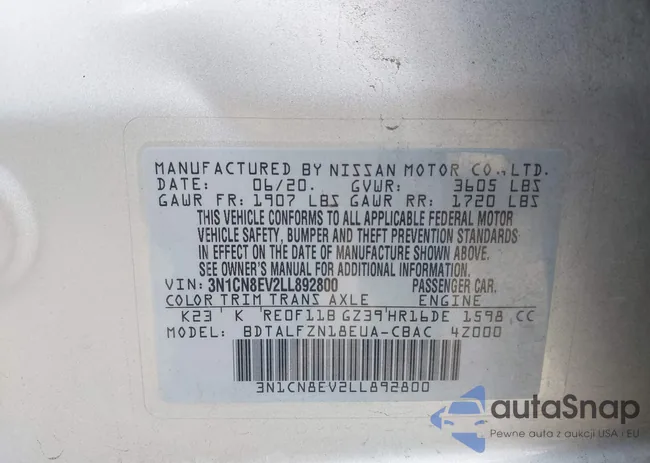 MANUFACTURED BY NISSAN MOTOR CO., LTD.
DATE: 06/20. GVWR: 3605 LBS
GAWR FR: 1907 LBS GAWR RR: 1720 LBS
THIS VEHICLE CONFORMS TO ALL APPLICABLE FEDERAL MOTOR
VEHICLE SAFETY, BUMPER AND THEFT PREVENTION STANDARDS
IN EFFECT ON THE DATE OF MANUFACTURE SHOWN ABOVE.
SEE OWNER'S MANUAL FOR ADDITIONAL INFORMATION.
VIN: 3N1CN8EV2LL892800 PASSENGER CAR.
COLOR TRIM TRANS AXLE ENGINE
K23 K RE0F11B GZ39 HR16DE 1598 CC
MODEL: BDTALFZN18EUA-CBAC 4Z000
3N1CN8EV2LL892800
autaSnap
Pewne auta z aukcji USA i EU